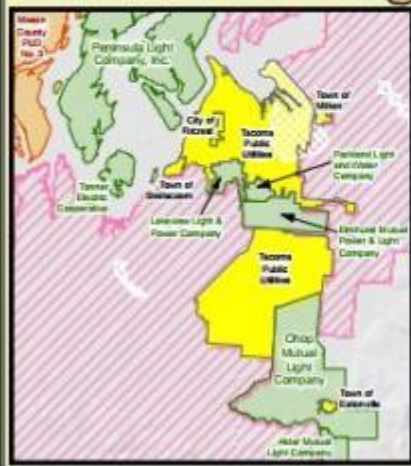 Mason
County
PUD
No. 3
Peninsula Light
Company, Inc.
Town of
Milton
City of
Fircrest
Tacoma
Public
Utilities
Parkland Light
and Water
Company
Tanner
Electric
Cooperative
Town of
Steilacoom
Lakeview Light &
Power Company
Elmhurst Mutual
Power & Light
Company
Tacoma
Public
Utilities
Ohop
Mutual
Light
Company
Town of
Eatonville
Alder Mutual
Light Company